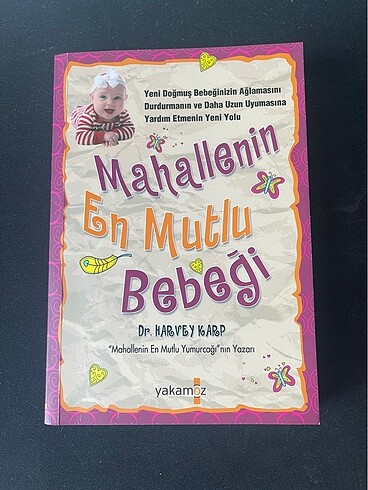 Yeni Doğmuş Bebeğinizin Ağlamasını
Durdurmanın ve Daha Uzun Uyumasına
Yardım Etmenin Yeni Yolu
Mahallenin
En Mutlu
Bebeği
Dr. HARVEY KARP
"Mahallenin En Mutlu Yumurcağı"nın Yazarı
yakamoz